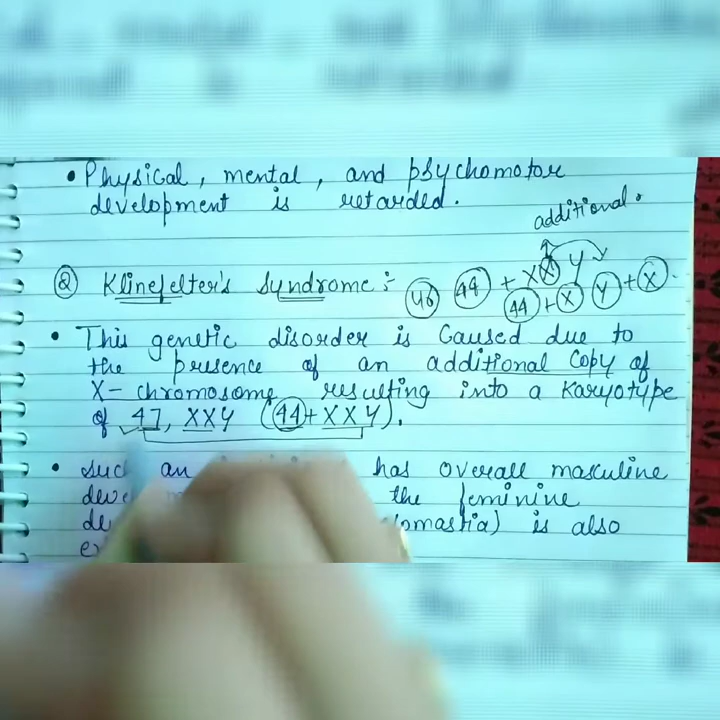 • Physical, mental, and psychomotor
development is retarded.
additional.
② Klinefelter's Syndrome :- 46 44 + XX Y
44 + X Y + X
• This genetic disorder is caused due to
the presence of an additional copy of
X- chromosome resulting into a Karyotype
of 47, XXY (44 + XXY).
• Such an has overall masculine
the feminine
is also